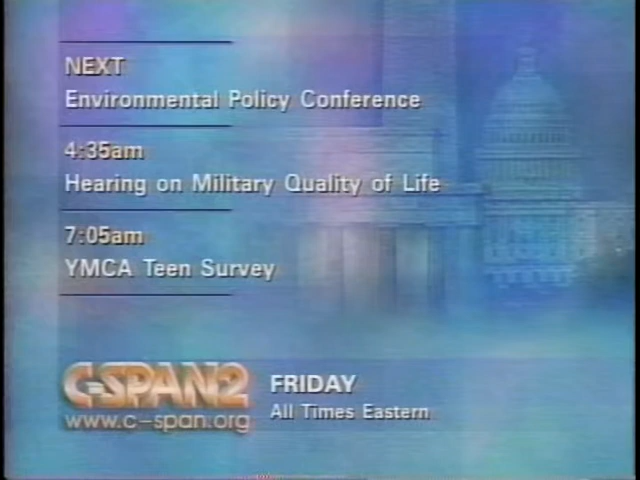 NEXT
Environmental Policy Conference
4:35am
Hearing on Military Quality of Life
7:05am
YMCA Teen Survey
C-SPAN2
www.c-span.org
FRIDAY
All Times Eastern